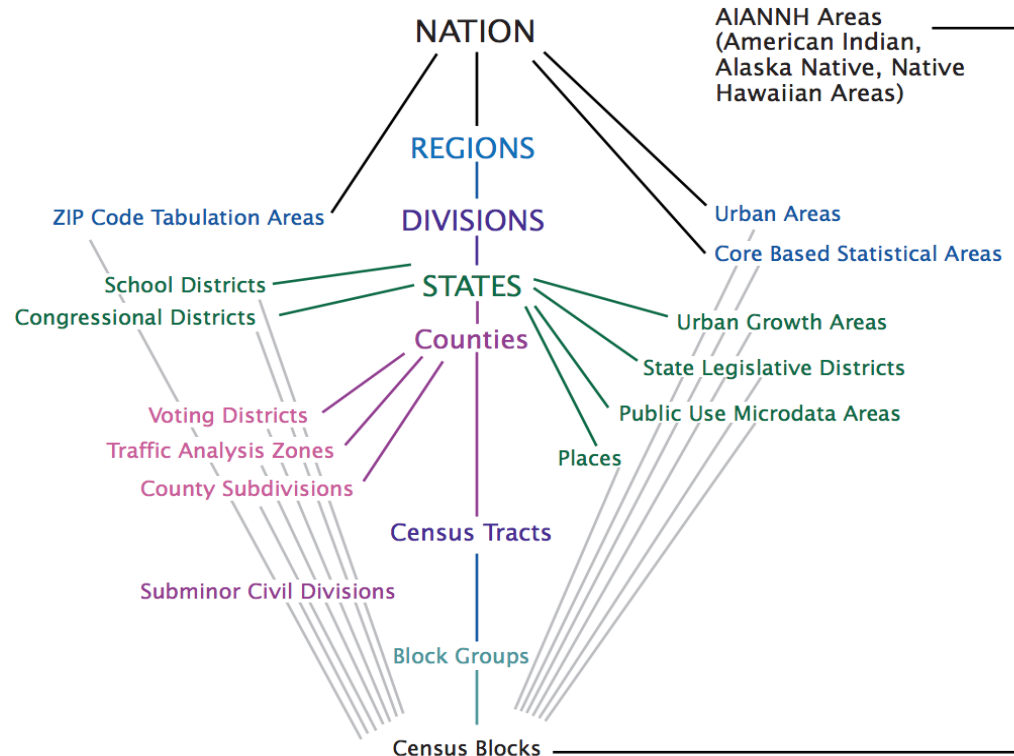 NATION
AIANNH Areas
(American Indian,
Alaska Native, Native
Hawaiian Areas)
REGIONS
ZIP Code Tabulation Areas
DIVISIONS
Urban Areas
Core Based Statistical Areas
School Districts
STATES
Congressional Districts
Urban Growth Areas
Counties
State Legislative Districts
Voting Districts
Public Use Microdata Areas
Traffic Analysis Zones
Places
County Subdivisions
Census Tracts
Subminor Civil Divisions
Block Groups
Census Blocks